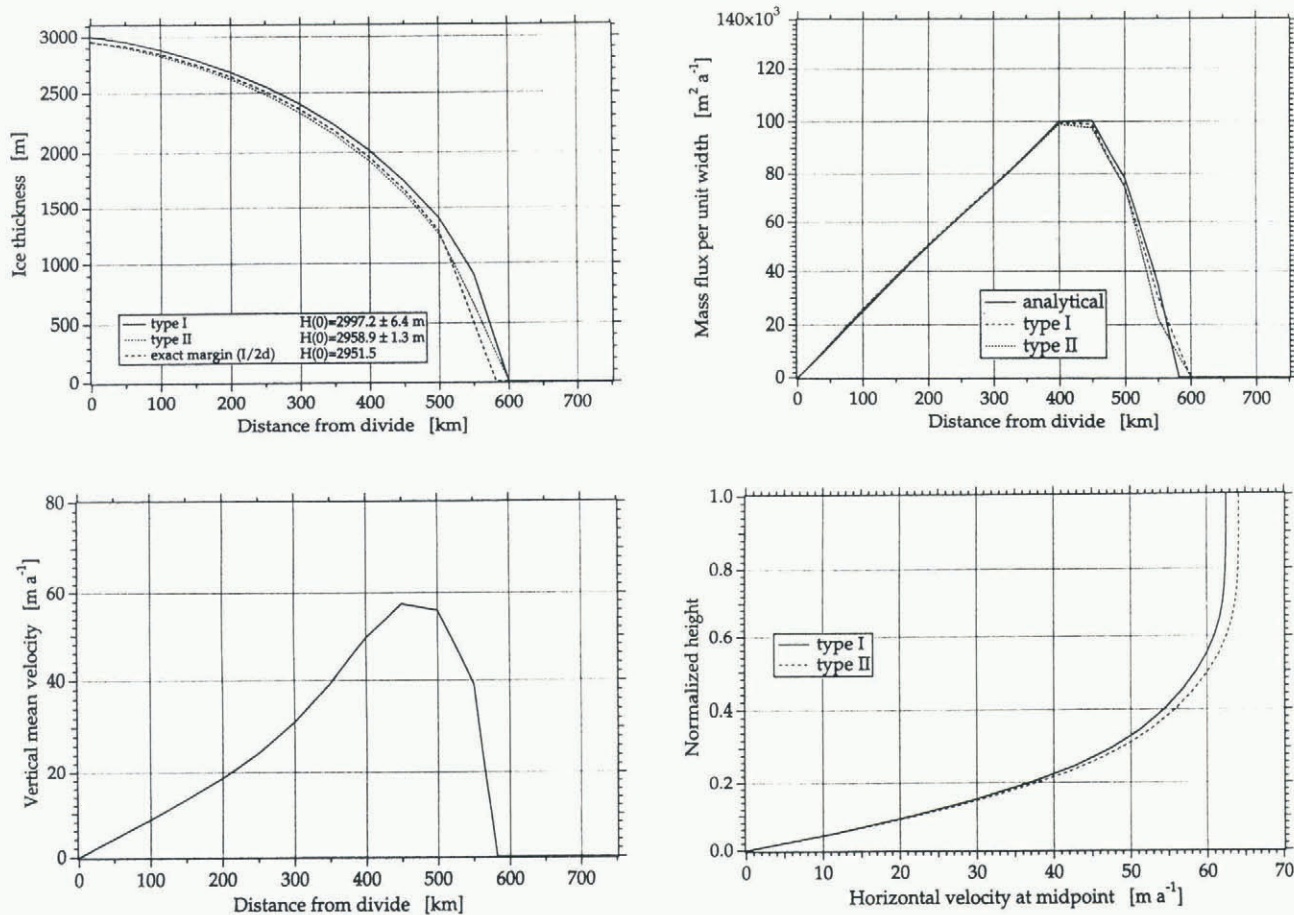 3000
2500
2000
1500
1000
500
0
Ice thickness [m]
type I H(0)=2997.2 ± 6.4 m
type II H(0)=2958.9 ± 1.3 m
exact margin (I/2d) H(0)=2951.5
0 100 200 300 400 500 600 700
Distance from divide [km]
140x10³
120
100
80
60
40
20
0
Mass flux per unit width [m² a⁻¹]
analytical
type I
type II
0 100 200 300 400 500 600 700
Distance from divide [km]
80
60
40
20
0
Vertical mean velocity [m a⁻¹]
0 100 200 300 400 500 600 700
Distance from divide [km]
1.0
0.8
0.6
0.4
0.2
0.0
Normalized height
type I
type II
0 10 20 30 40 50 60 70
Horizontal velocity at midpoint [m a⁻¹]